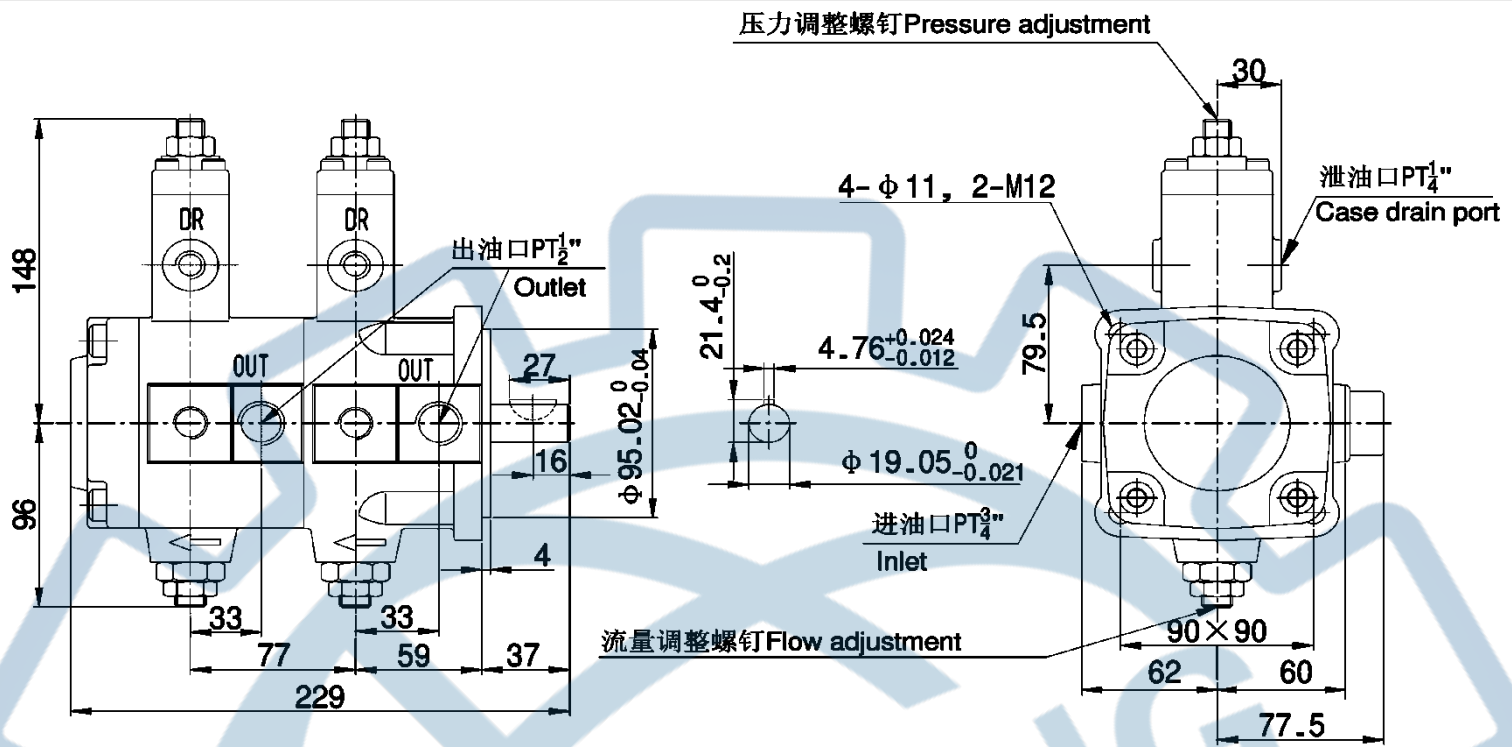 压力调整螺钉Pressure adjustment
30
4-Φ11, 2-M12
泄油口PT1/4"
Case drain port
DR
DR
148
出油口PT1/2"
Outlet
21.4 0 -0.2
4.76 +0.024 -0.012
79.5
OUT
OUT
27
Φ95.02 0 -0.04
16
Φ19.05 0 -0.021
96
进油口PT3/4"
Inlet
4
33
33
流量调整螺钉Flow adjustment
90×90
77
59
37
62
60
229
77.5